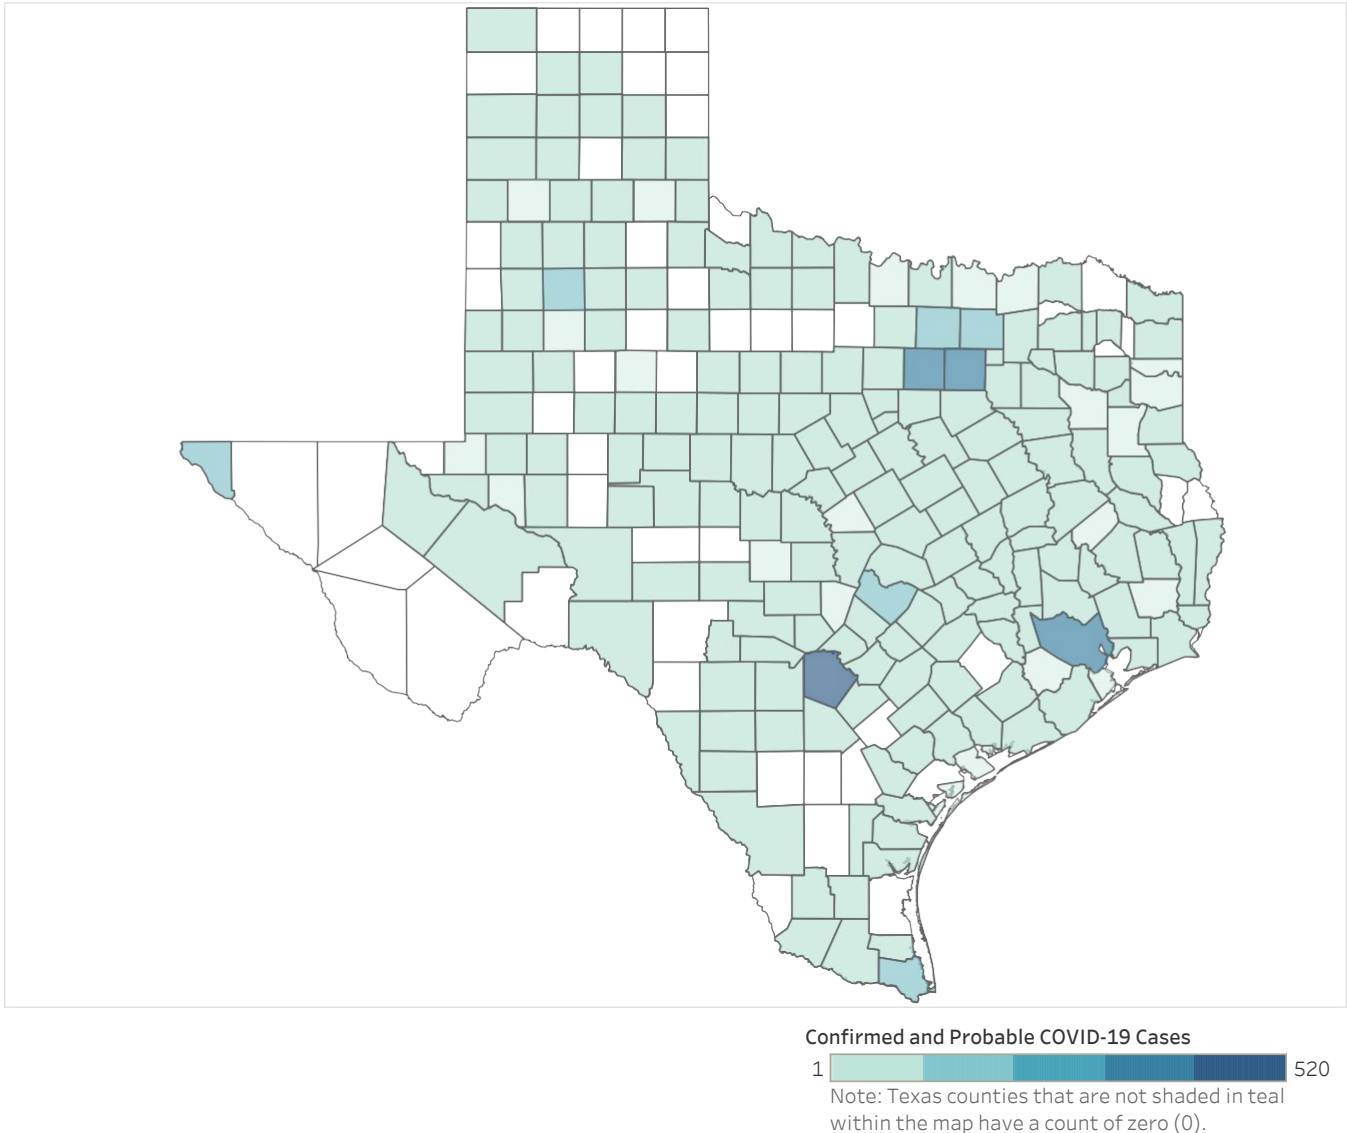 Confirmed and Probable COVID-19 Cases
1 520
Note: Texas counties that are not shaded in teal
within the map have a count of zero (0).